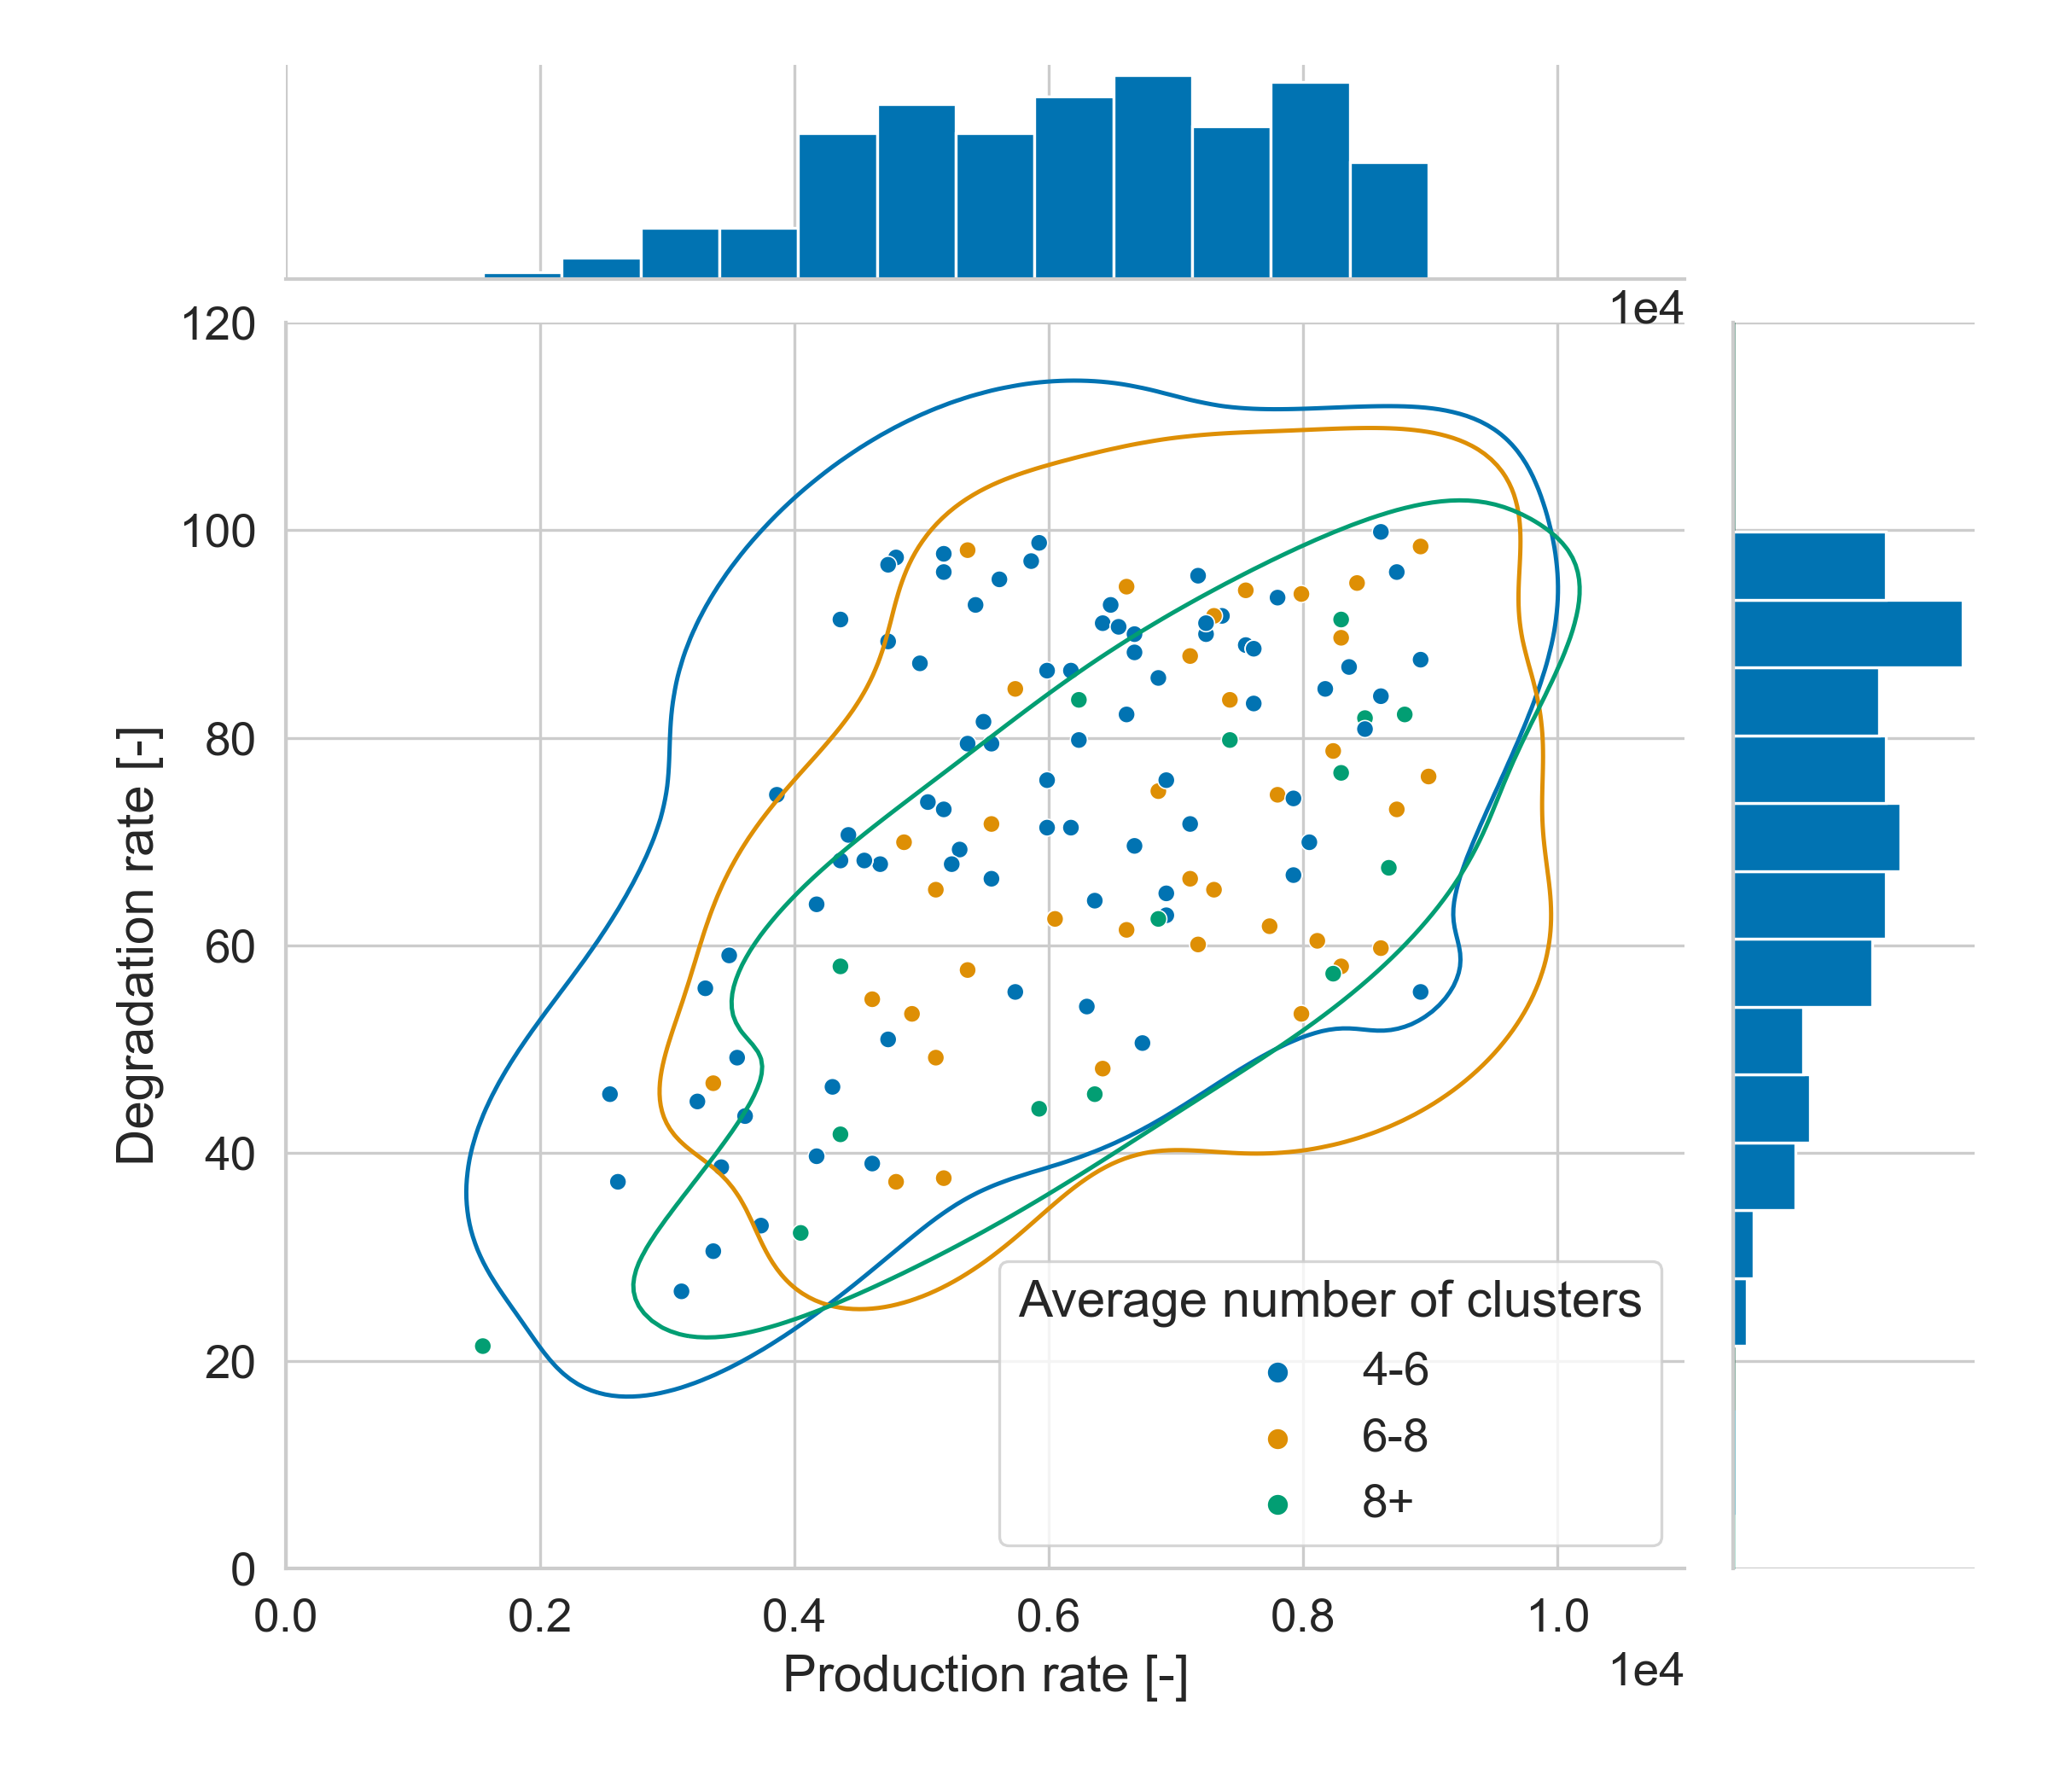 1e4
120
100
80
60
40
20
0
Degradation rate [-]
Average number of clusters
4-6
6-8
8+
0.0 0.2 0.4 0.6 0.8 1.0
Production rate [-]
1e4